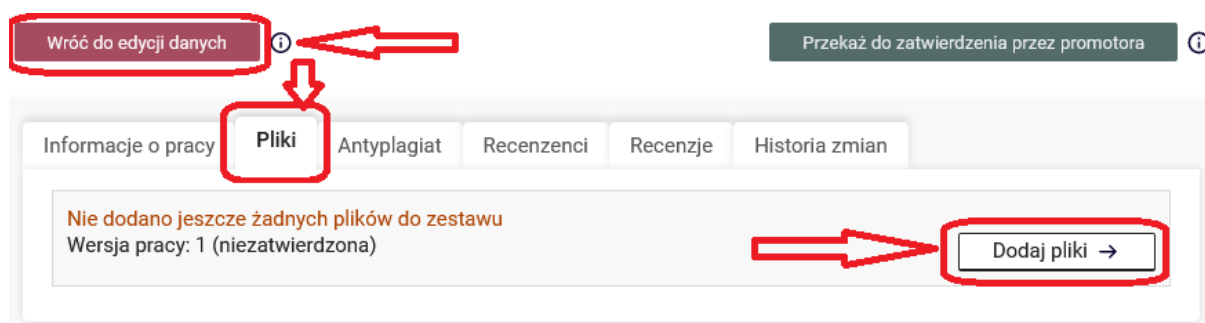 Wróć do edycji danych
Przekaż do zatwierdzenia przez promotora
Informacje o pracy
Pliki
Antyplagiat
Recenzenci
Recenzje
Historia zmian
Nie dodano jeszcze żadnych plików do zestawu
Wersja pracy: 1 (niezatwierdzona)
Dodaj pliki →